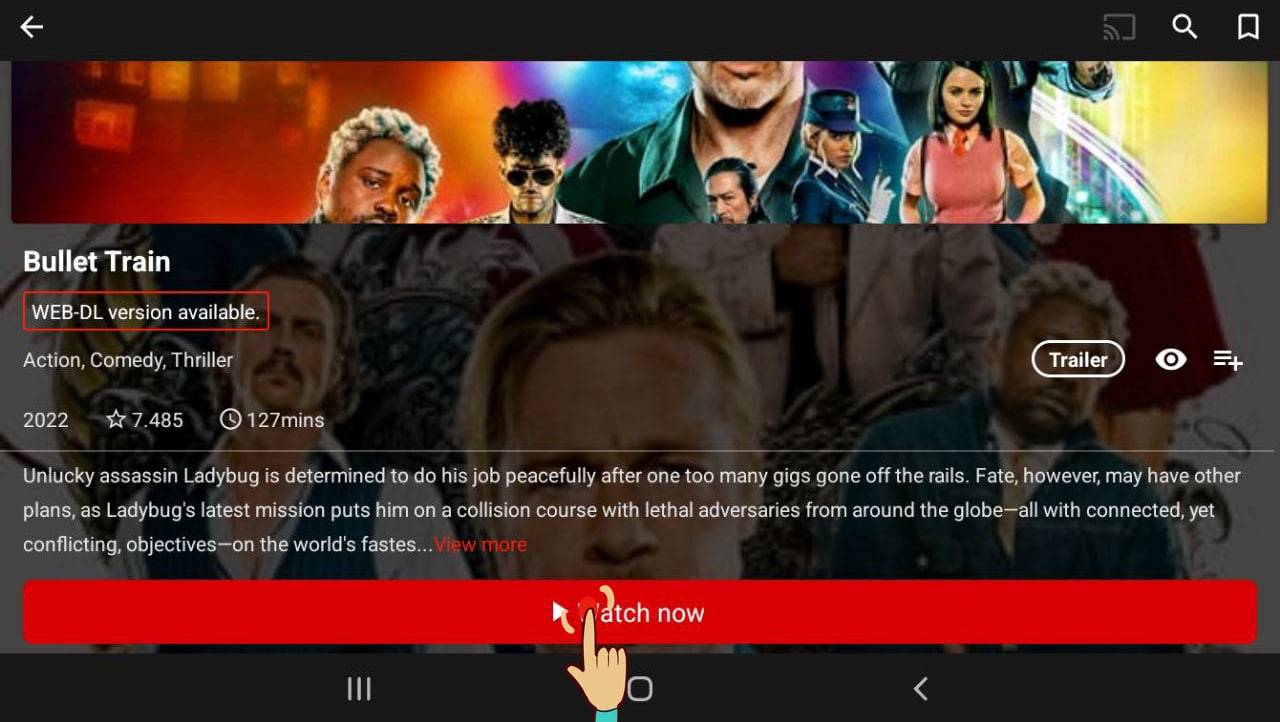 Bullet Train
WEB-DL version available.
Action, Comedy, Thriller
Trailer
2022
7.485
127mins
Unlucky assassin Ladybug is determined to do his job peacefully after one too many gigs gone off the rails. Fate, however, may have other
plans, as Ladybug's latest mission puts him on a collision course with lethal adversaries from around the globe—all with connected, yet
conflicting, objectives—on the world's fastes...View more
Watch now